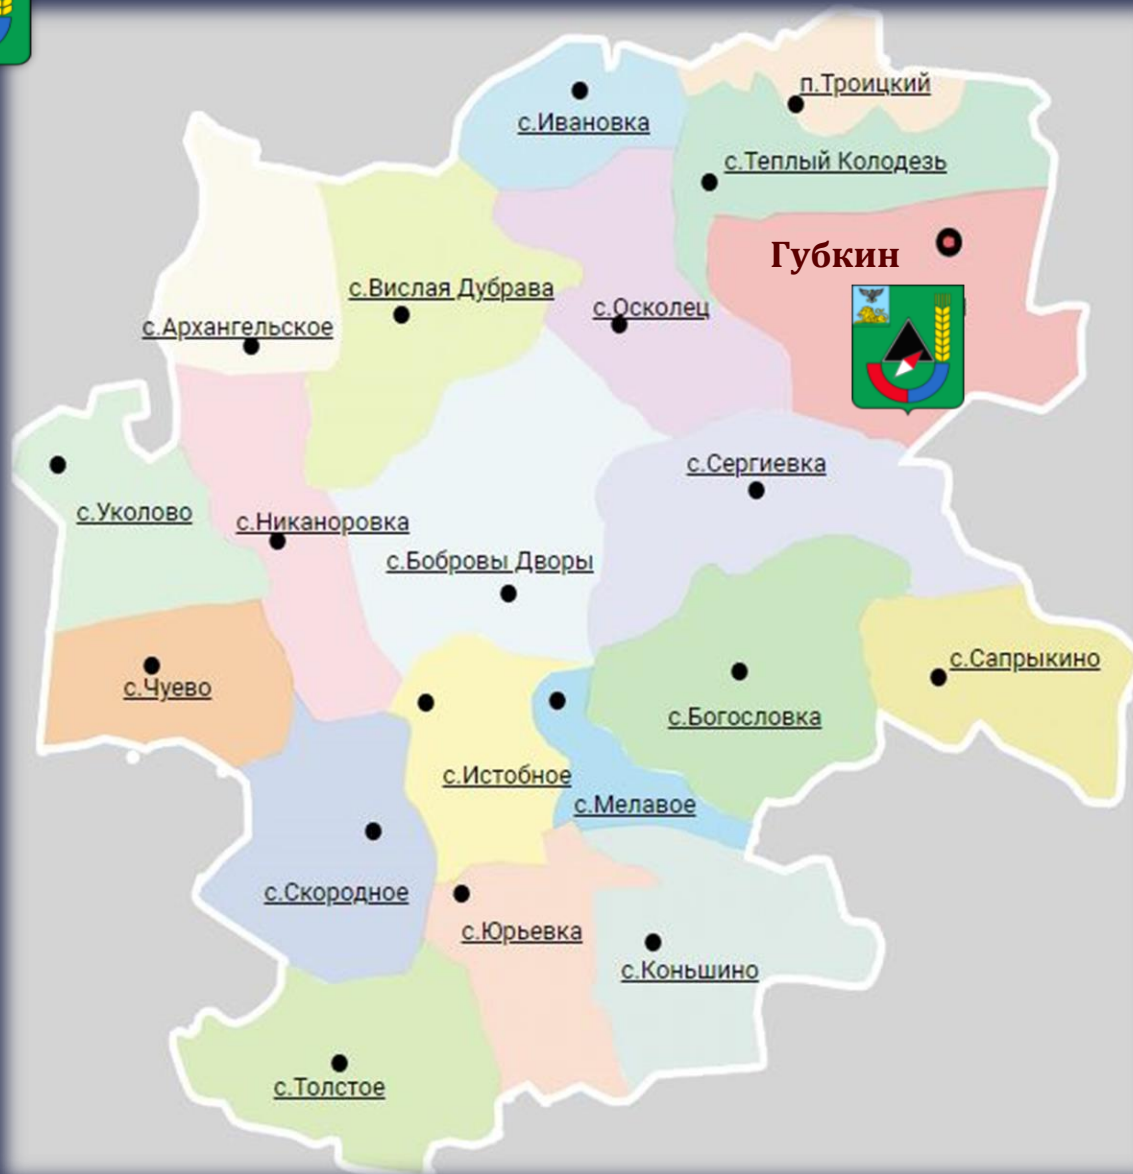 п.Троицкий
с.Ивановка
с.Теплый Колодезь
Губкин
с.Вислая Дубрава
с.Осколец
с.Архангельское
с.Сергиевка
с.Уколово
с.Никаноровка
с.Бобровы Дворы
с.Сапрыкино
с.Чуево
с.Богословка
с.Истобное
с.Мелавое
с.Скородное
с.Юрьевка
с.Коньшино
с.Толстое